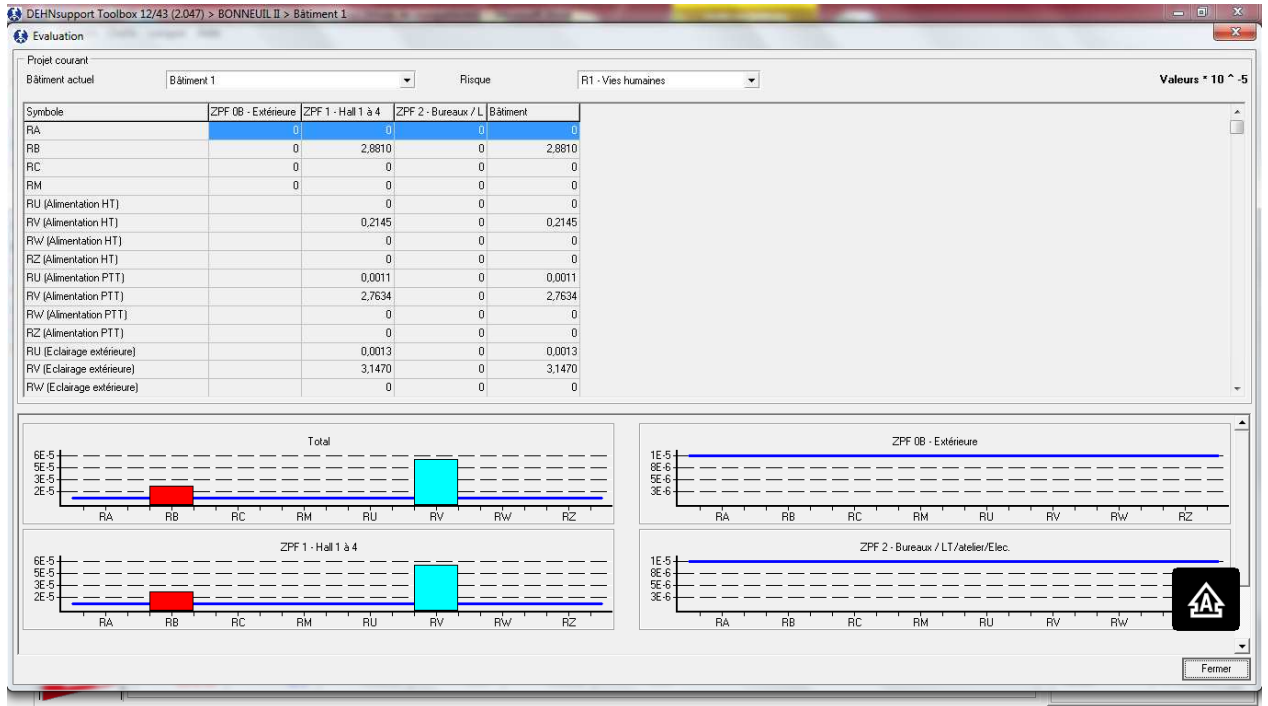 DEHNsupport Toolbox 12/43 (2.047) > BONNEUIL II > Bâtiment 1
Evaluation
Projet courant
Bâtiment actuel Bâtiment 1 Risque R1 - Vies humaines Valeurs * 10 ^ -5
Symbole ZPF 0B - Extérieure ZPF 1 - Hall 1 à 4 ZPF 2 - Bureaux / L Bâtiment
RA 0 0 0 0
RB 0 2,8810 0 2,8810
RC 0 0 0 0
RM 0 0 0 0
RU (Alimentation HT) 0 0 0
RV (Alimentation HT) 0,2145 0 0,2145
RW (Alimentation HT) 0 0 0
RZ (Alimentation HT) 0 0 0
RU (Alimentation PTT) 0,0011 0 0,0011
RV (Alimentation PTT) 2,7634 0 2,7634
RW (Alimentation PTT) 0 0 0
RZ (Alimentation PTT) 0 0 0
RU (Eclairage extérieure) 0,0013 0 0,0013
RV (Eclairage extérieure) 3,1470 0 3,1470
RW (Eclairage extérieure) 0 0 0
Total
6E-5
5E-5
3E-5
2E-5
RA RB RC RM RU RV RW RZ
ZPF 0B - Extérieure
1E-5
8E-6
5E-6
3E-6
RA RB RC RM RU RV RW RZ
ZPF 1 - Hall 1 à 4
6E-5
5E-5
3E-5
2E-5
RA RB RC RM RU RV RW RZ
ZPF 2 - Bureaux / LT/atelier/Elec.
1E-5
8E-6
5E-6
3E-6
RA RB RC RM RU RV RW
A
Fermer